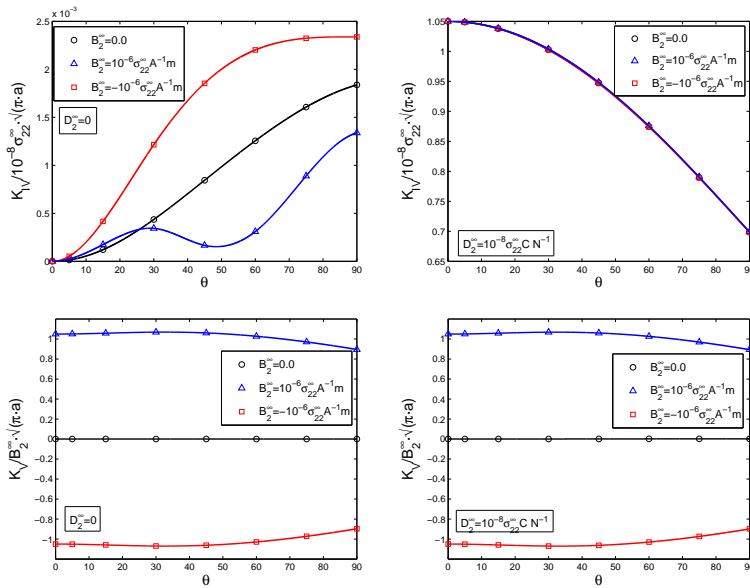 x 10⁻³
2.5
2
1.5
1
0.5
0
0 10 20 30 40 50 60 70 80 90
θ
K_IV/10⁻⁸σ₂₂^∞·√(π·a)
B₂^∞=0.0
B₂^∞=10⁻⁶σ₂₂^∞A⁻¹m
B₂^∞=−10⁻⁶σ₂₂^∞A⁻¹m
D₂^∞=0
1.05
1
0.95
0.9
0.85
0.8
0.75
0.7
0.65
0 10 20 30 40 50 60 70 80 90
θ
K_IV/10⁻⁸σ₂₂^∞·√(π·a)
B₂^∞=0.0
B₂^∞=10⁻⁶σ₂₂^∞A⁻¹m
B₂^∞=−10⁻⁶σ₂₂^∞A⁻¹m
D₂^∞=10⁻⁸σ₂₂^∞C N⁻¹
1
0.8
0.6
0.4
0.2
0
−0.2
−0.4
−0.6
−0.8
−1
0 10 20 30 40 50 60 70 80 90
θ
K_V/B₂^∞·√(π·a)
B₂^∞=0.0
B₂^∞=10⁻⁶σ₂₂^∞A⁻¹m
B₂^∞=−10⁻⁶σ₂₂^∞A⁻¹m
D₂^∞=0
1
0.8
0.6
0.4
0.2
0
−0.2
−0.4
−0.6
−0.8
−1
0 10 20 30 40 50 60 70 80 90
θ
K_V/B₂^∞·√(π·a)
B₂^∞=0.0
B₂^∞=10⁻⁶σ₂₂^∞A⁻¹m
B₂^∞=−10⁻⁶σ₂₂^∞A⁻¹m
D₂^∞=10⁻⁸σ₂₂^∞C N⁻¹